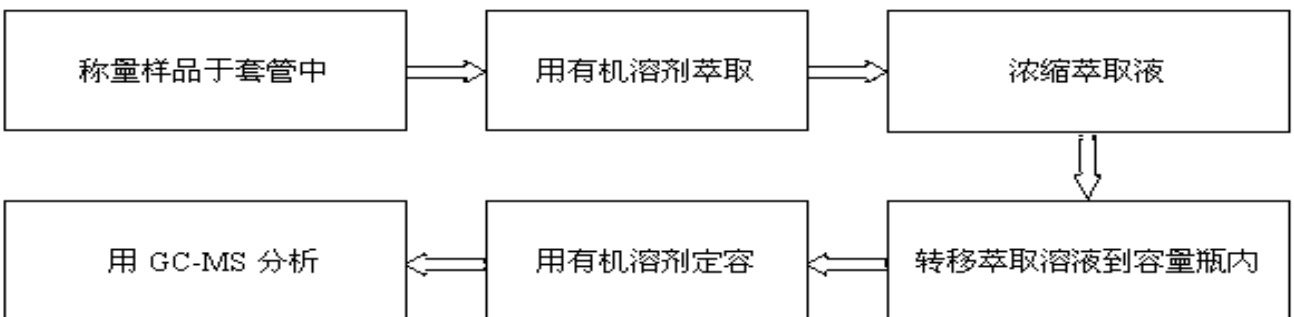 称量样品于套管中
用有机溶剂萃取
浓缩萃取液
转移萃取溶液到容量瓶内
用有机溶剂定容
用 GC-MS 分析